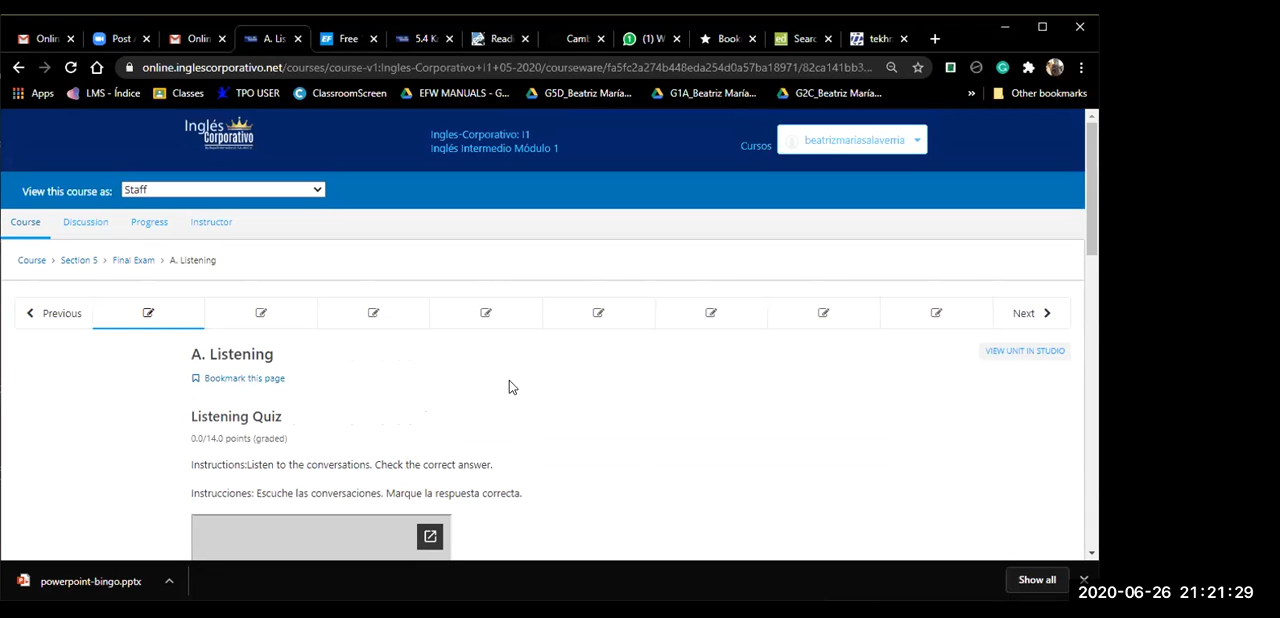 Onlin
Post
Onlin
A. Lis
Free
5.4 K
Readi
Camb
(1) W
Book
Searc
tekhr
online.inglescorporativo.net/courses/course-v1:Ingles-Corporativo+I1+05-2020/courseware/fa5fc2a274b448eda254d0a57ba18971/82ca141bb3...
Apps
LMS - Índice
Classes
TPO USER
ClassroomScreen
EFW MANUALS - G...
G5D_Beatriz María...
G1A_Beatriz María...
G2C_Beatriz María...
»
Other bookmarks
Inglés
Corporativo
Ingles-Corporativo: I1
Inglés Intermedio Módulo 1
Cursos
beatrizmariasalaverria
View this course as:
Staff
Course
Discussion
Progress
Instructor
Course > Section 5 > Final Exam > A. Listening
Previous
Next
A. Listening
VIEW UNIT IN STUDIO
Bookmark this page
Listening Quiz
0.0/14.0 points (graded)
Instructions:Listen to the conversations. Check the correct answer.
Instrucciones: Escuche las conversaciones. Marque la respuesta correcta.
powerpoint-bingo.pptx
Show all
2020-06-26 21:21:29